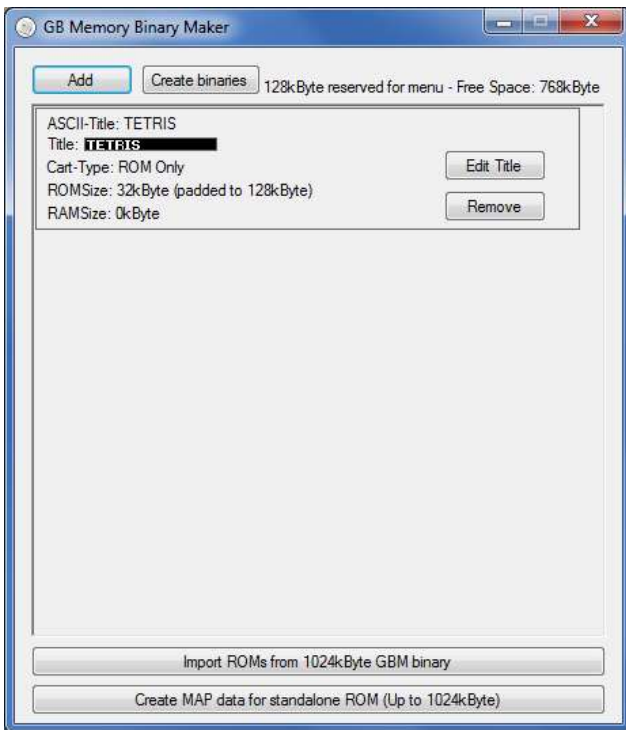 GB Memory Binary Maker
Add Create binaries 128kByte reserved for menu - Free Space: 768kByte
ASCII-Title: TETRIS
Title: TETRIS
Cart-Type: ROM Only
Edit Title
ROMSize: 32kByte (padded to 128kByte)
RAMSize: 0kByte
Remove
Import ROMs from 1024kByte GBM binary
Create MAP data for standalone ROM (Up to 1024kByte)